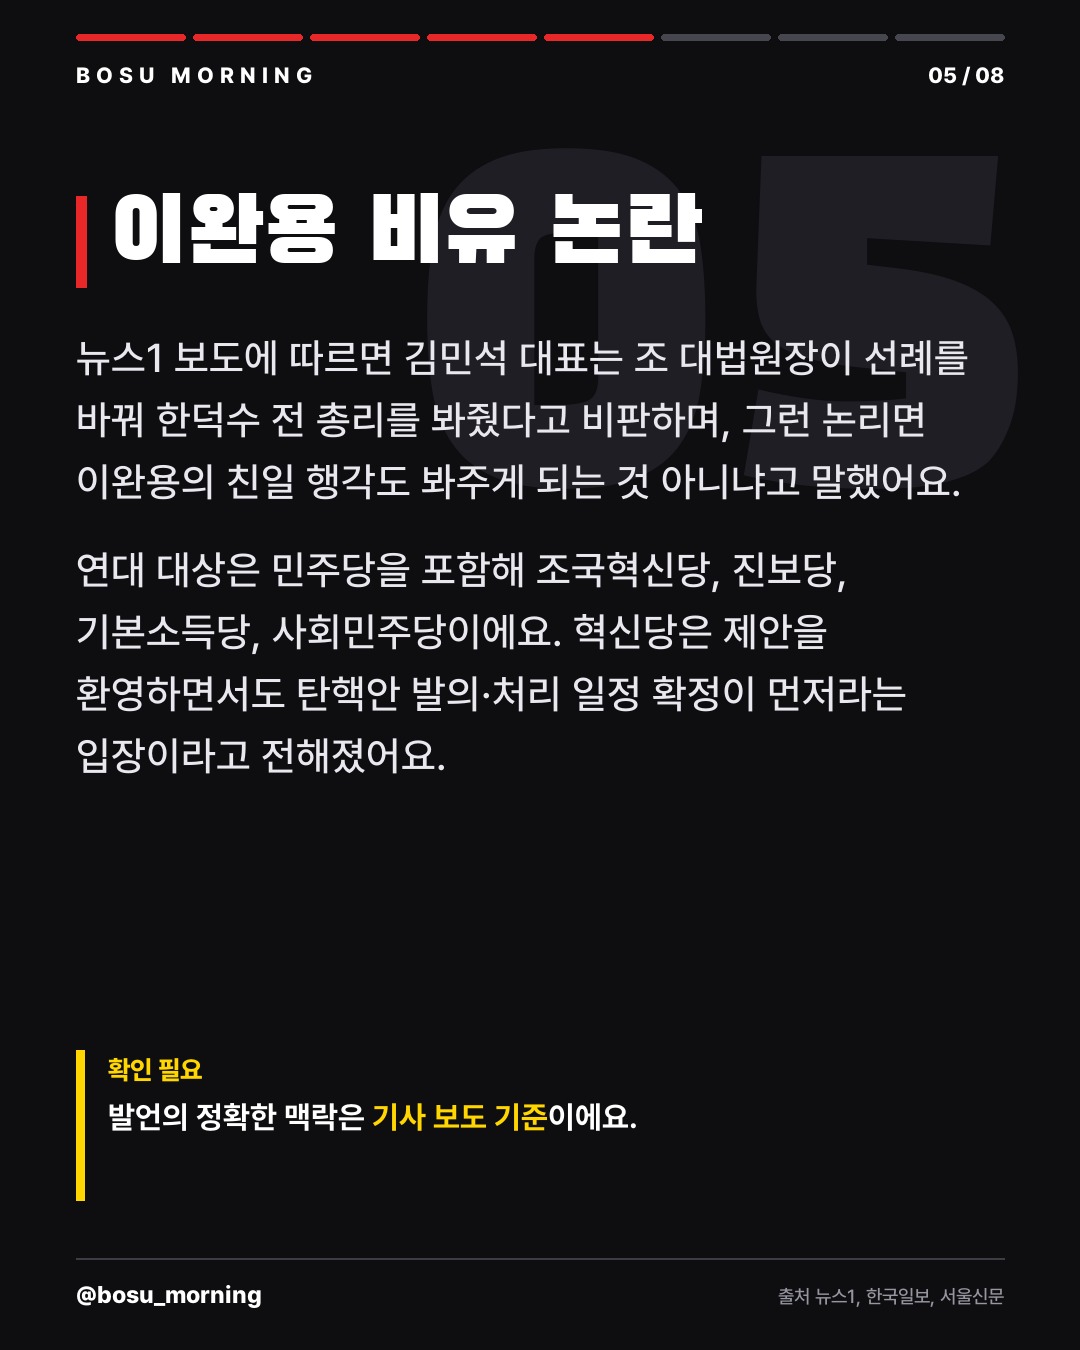 BOSU MORNING
05 / 08
05
이완용 비유 논란
뉴스1 보도에 따르면 김민석 대표는 조 대법원장이 선례를
바꿔 한덕수 전 총리를 봐줬다고 비판하며, 그런 논리면
이완용의 친일 행각도 봐주게 되는 것 아니냐고 말했어요.
연대 대상은 민주당을 포함해 조국혁신당, 진보당,
기본소득당, 사회민주당이에요. 혁신당은 제안을
환영하면서도 탄핵안 발의·처리 일정 확정이 먼저라는
입장이라고 전해졌어요.
확인 필요
발언의 정확한 맥락은 기사 보도 기준이에요.
@bosu_morning
출처 뉴스1, 한국일보, 서울신문